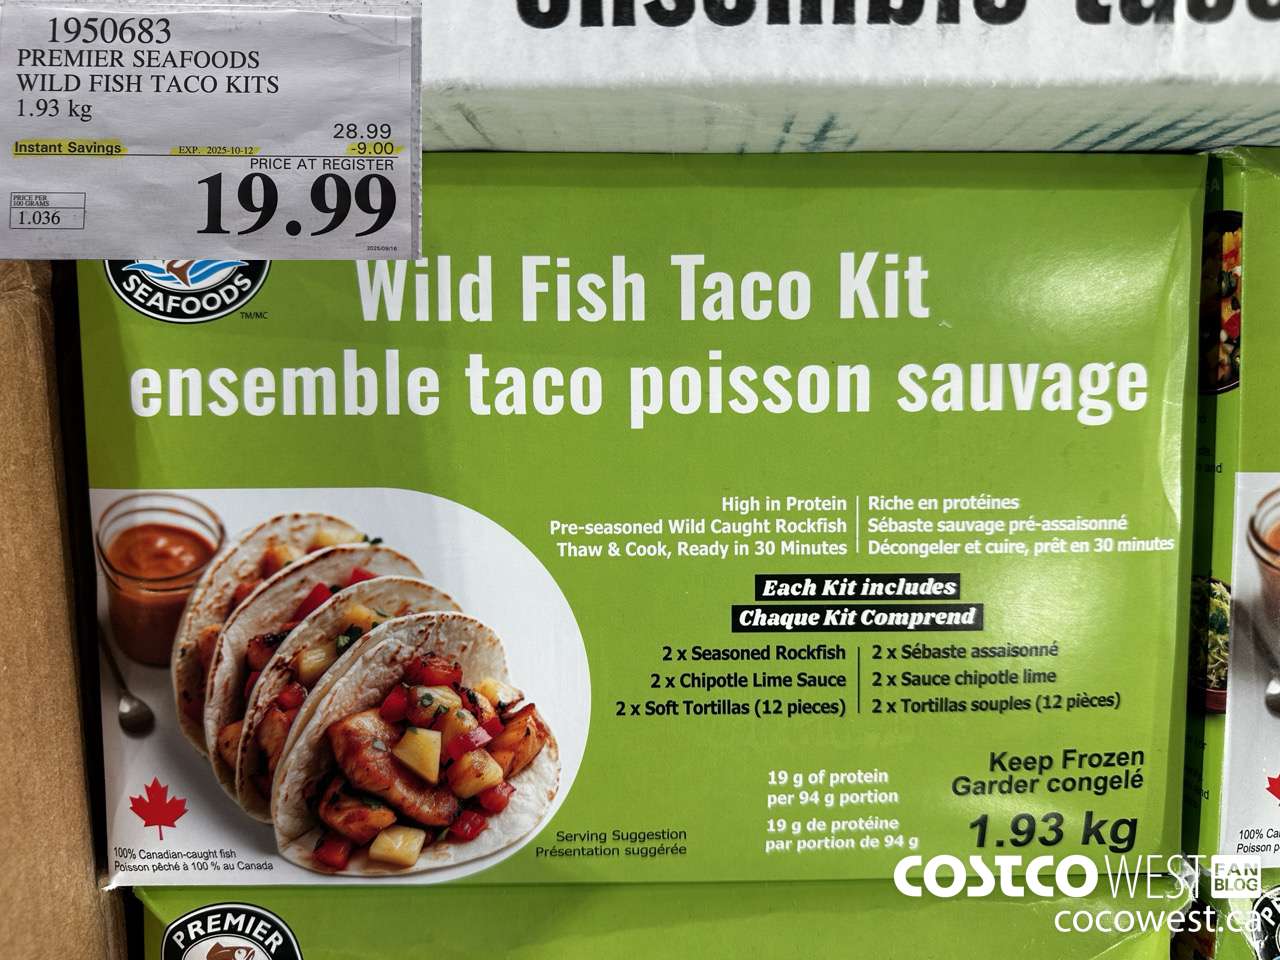 ensemble taco
1950683
PREMIER SEAFOODS
WILD FISH TACO KITS
1.93 kg
28.99
Instant Savings EXP. 2025-10-12 -9.00
PRICE AT REGISTER
19.99
PRICE PER
100 GRAMS
1.036
2025/09/16
SEAFOODS
TM/MC
Wild Fish Taco Kit
ensemble taco poisson sauvage
High in Protein
Pre-seasoned Wild Caught Rockfish
Thaw & Cook, Ready in 30 Minutes
Riche en protéines
Sébaste sauvage pré-assaisonné
Décongeler et cuire, prêt en 30 minutes
Each Kit includes
Chaque Kit Comprend
2 x Seasoned Rockfish
2 x Chipotle Lime Sauce
2 x Soft Tortillas (12 pieces)
2 x Sébaste assaisonné
2 x Sauce chipotle lime
2 x Tortillas souples (12 pièces)
19 g of protein
per 94 g portion
19 g de protéine
par portion de 94 g
Keep Frozen
Garder congelé
1.93 kg
Serving Suggestion
Présentation suggérée
100% Canadian-caught fish
Poisson pêché à 100 % au Canada
100% Ca
Poisson p
PREMIER
COSTCO WEST FAN BLOG
cocowest.ca